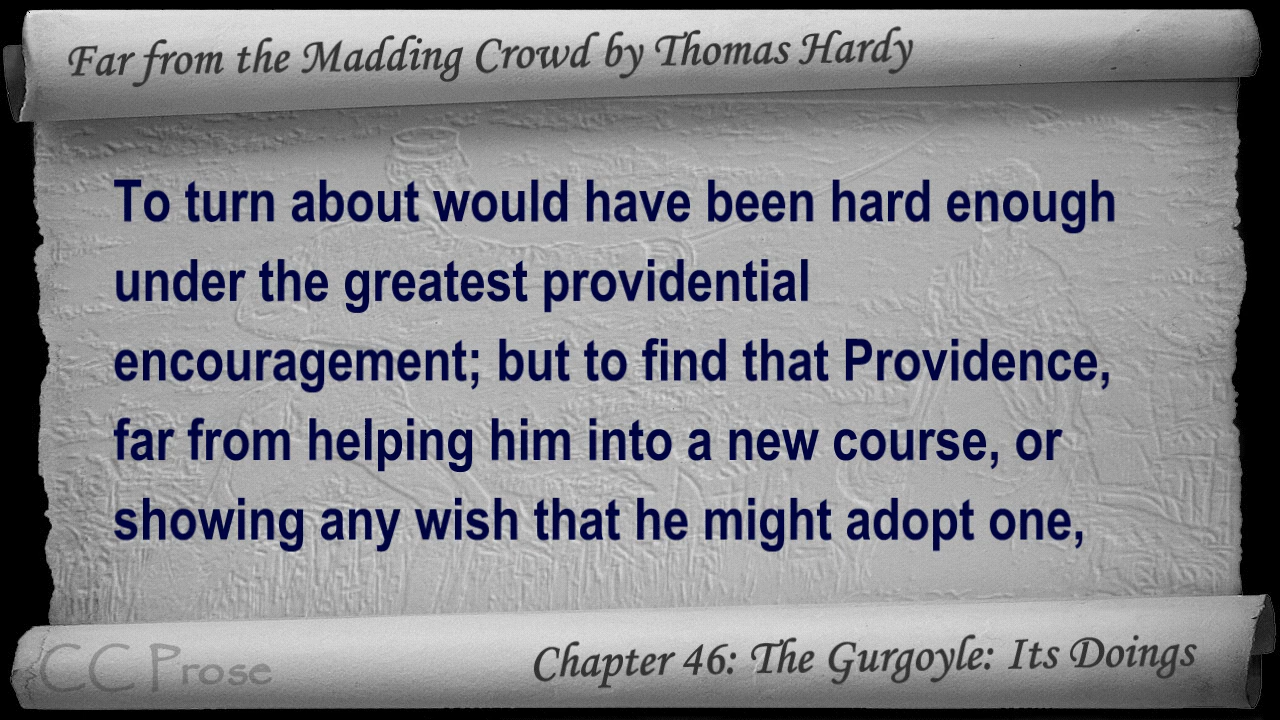 Far from the Madding Crowd by Thomas Hardy
To turn about would have been hard enough
under the greatest providential
encouragement; but to find that Providence,
far from helping him into a new course, or
showing any wish that he might adopt one,
CC Prose
Chapter 46: The Gurgoyle: Its Doings